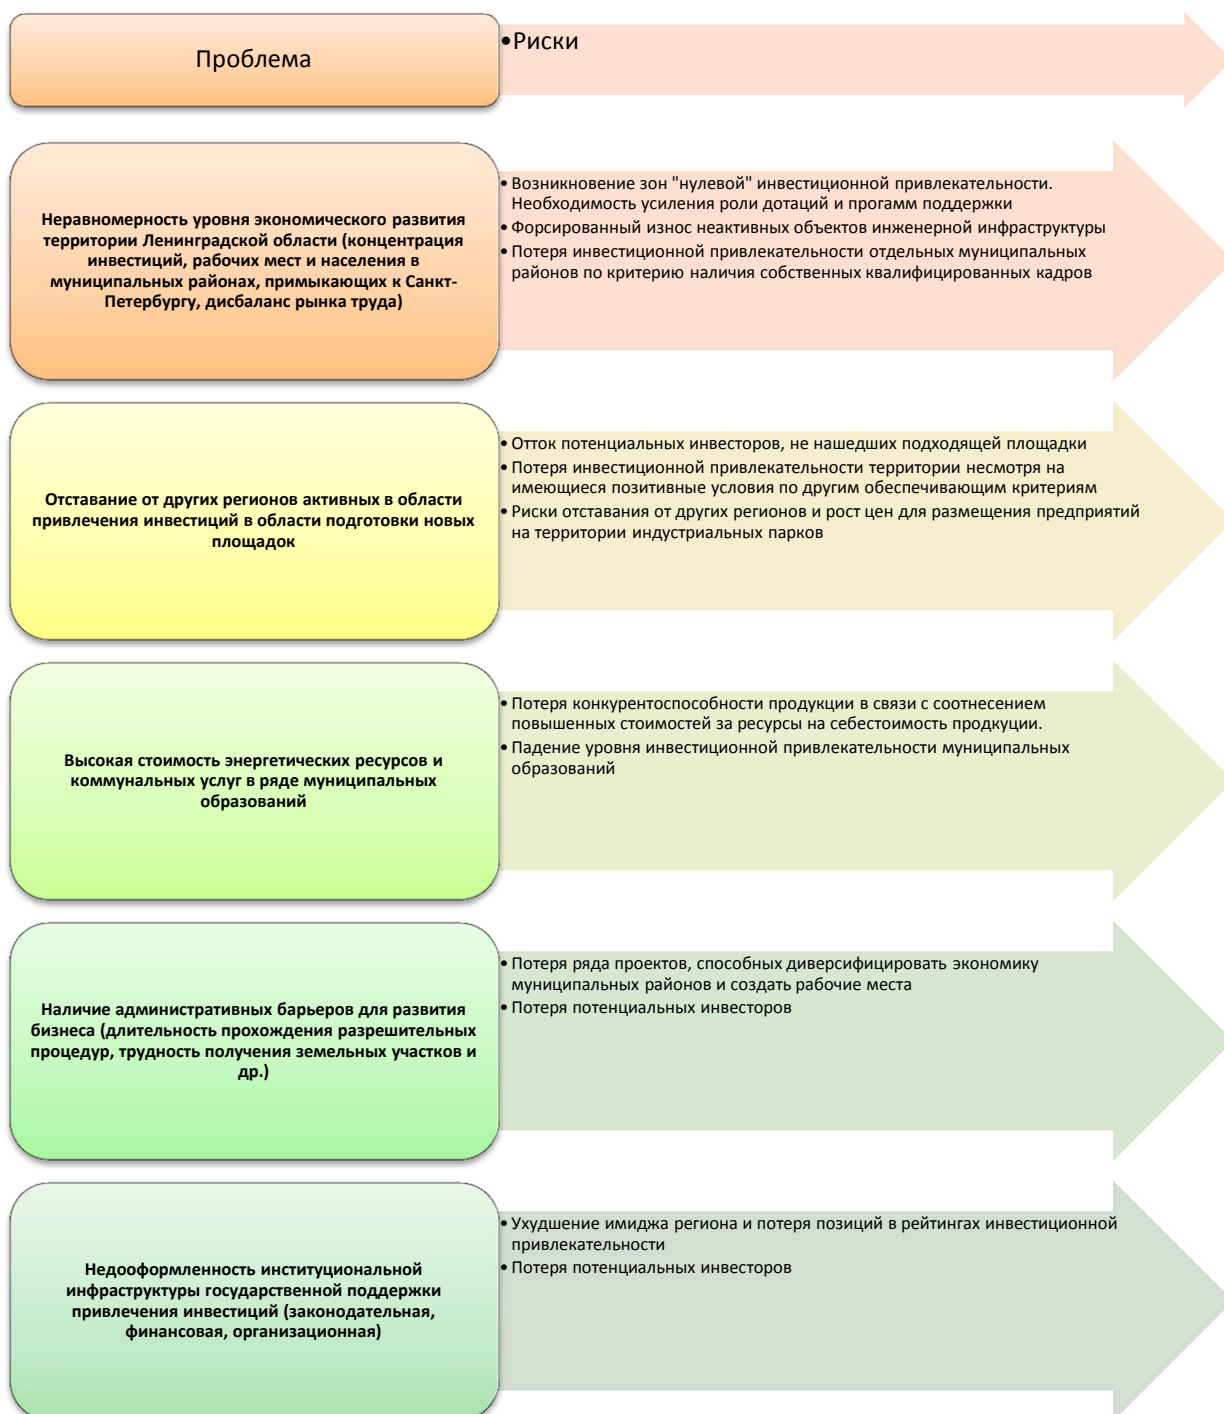 Проблема
•Риски
Неравномерность уровня экономического развития
территории Ленинградской области (концентрация
инвестиций, рабочих мест и населения в
муниципальных районах, примыкающих к Санкт-
Петербургу, дисбаланс рынка труда)
• Возникновение зон "нулевой" инвестиционной привлекательности.
Необходимость усиления роли дотаций и прогамм поддержки
• Форсированный износ неактивных объектов инженерной инфраструктуры
• Потеря инвестиционной привлекательности отдельных муниципальных
районов по критерию наличия собственных квалифицированных кадров
Отставание от других регионов активных в области
привлечения инвестиций в области подготовки новых
площадок
• Отток потенциальных инвесторов, не нашедших подходящей площадки
• Потеря инвестиционной привлекательности территории несмотря на
имеющиеся позитивные условия по другим обеспечивающим критериям
• Риски отставания от других регионов и рост цен для размещения предприятий
на территории индустриальных парков
Высокая стоимость энергетических ресурсов и
коммунальных услуг в ряде муниципальных
образований
• Потеря конкурентоспособности продукции в связи с соотнесением
повышенных стоимостей за ресурсы на себестоимость продкуции.
• Падение уровня инвестиционной привлекательности муниципальных
образований
Наличие административных барьеров для развития
бизнеса (длительность прохождения разрешительных
процедур, трудность получения земельных участков и
др.)
• Потеря ряда проектов, способных диверсифицировать экономику
муниципальных районов и создать рабочие места
• Потеря потенциальных инвесторов
Недооформленность институциональной
инфраструктуры государственной поддержки
привлечения инвестиций (законодательная,
финансовая, организационная)
• Ухудшение имиджа региона и потеря позиций в рейтингах инвестиционной
привлекательности
• Потеря потенциальных инвесторов